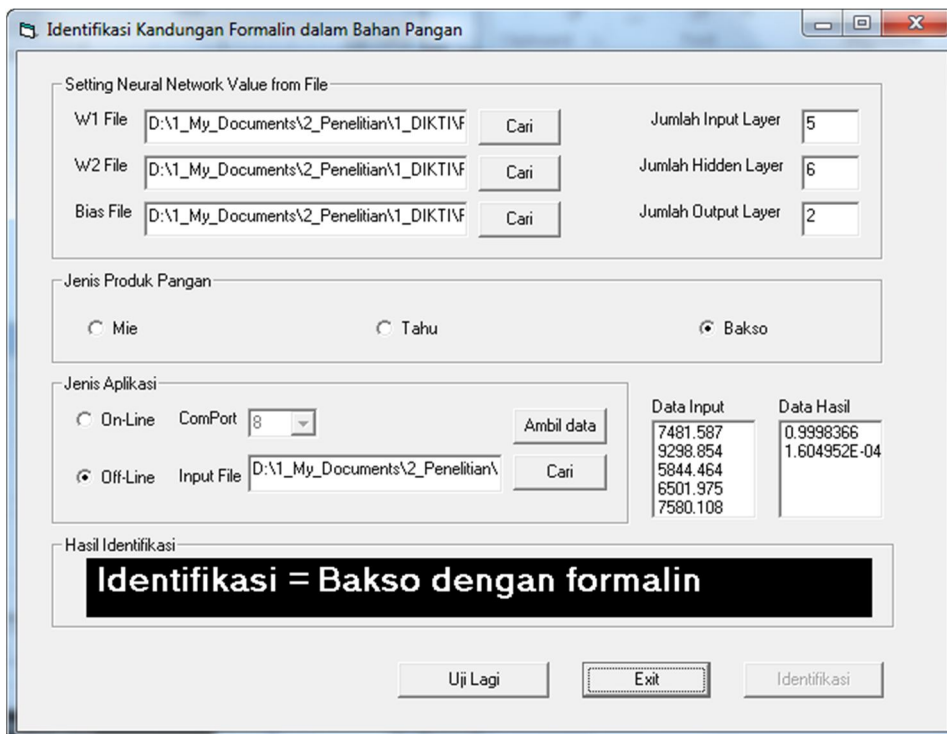 Identifikasi Kandungan Formalin dalam Bahan Pangan
Setting Neural Network Value from File
W1 File D:\1_My_Documents\2_Penelitian\1_DIKTI\F Cari Jumlah Input Layer 5
W2 File D:\1_My_Documents\2_Penelitian\1_DIKTI\F Cari Jumlah Hidden Layer 6
Bias File D:\1_My_Documents\2_Penelitian\1_DIKTI\F Cari Jumlah Output Layer 2
Jenis Produk Pangan
Mie Tahu Bakso
Jenis Aplikasi
On-Line ComPort 8 Ambil data
Off-Line Input File D:\1_My_Documents\2_Penelitian\ Cari
Data Input
7481.587
9298.854
5844.464
6501.975
7580.108
Data Hasil
0.9998366
1.604952E-04
Hasil Identifikasi
Identifikasi = Bakso dengan formalin
Uji Lagi Exit Identifikasi